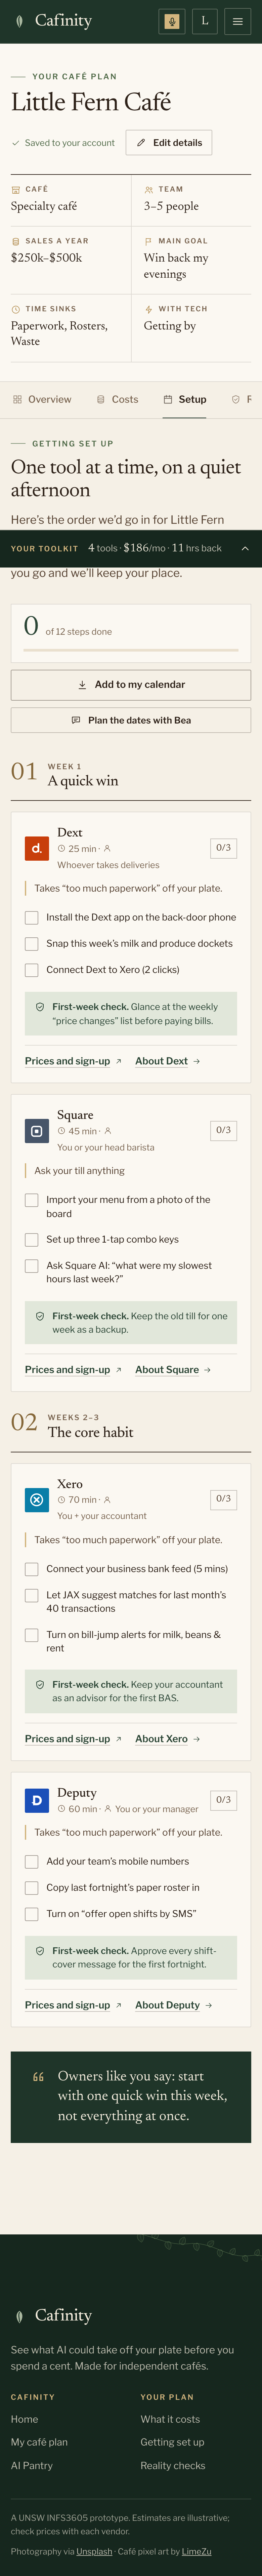 Cafinity
L
YOUR CAFÉ PLAN
Little Fern Café
Saved to your account
Edit details
CAFÉ
Specialty café
TEAM
3–5 people
SALES A YEAR
$250k–$500k
MAIN GOAL
Win back my
evenings
TIME SINKS
Paperwork, Rosters,
Waste
WITH TECH
Getting by
Overview
Costs
Setup
GETTING SET UP
One tool at a time, on a quiet
afternoon
Here's the order we'd go in for Little Fern
YOUR TOOLKIT
4 tools · $186/mo · 11 hrs back
you go and we'll keep your place.
0 of 12 steps done
Add to my calendar
Plan the dates with Bea
01
WEEK 1
A quick win
d.
Dext
25 min ·
Whoever takes deliveries
0/3
Takes “too much paperwork” off your plate.
Install the Dext app on the back-door phone
Snap this week's milk and produce dockets
Connect Dext to Xero (2 clicks)
First-week check. Glance at the weekly
“price changes” list before paying bills.
Prices and sign-up
About Dext
Square
45 min ·
You or your head barista
0/3
Ask your till anything
Import your menu from a photo of the
board
Set up three 1-tap combo keys
Ask Square AI: “what were my slowest
hours last week?”
First-week check. Keep the old till for one
week as a backup.
Prices and sign-up
About Square
02
WEEKS 2–3
The core habit
Xero
70 min ·
You + your accountant
0/3
Takes “too much paperwork” off your plate.
Connect your business bank feed (5 mins)
Let JAX suggest matches for last month's
40 transactions
Turn on bill-jump alerts for milk, beans &
rent
First-week check. Keep your accountant
as an advisor for the first BAS.
Prices and sign-up
About Xero
D
Deputy
60 min · You or your manager
0/3
Takes “too much paperwork” off your plate.
Add your team's mobile numbers
Copy last fortnight's paper roster in
Turn on “offer open shifts by SMS”
First-week check. Approve every shift-
cover message for the first fortnight.
Prices and sign-up
About Deputy
Owners like you say: start
with one quick win this week,
not everything at once.
Cafinity
See what AI could take off your plate before you
spend a cent. Made for independent cafés.
CAFINITY
YOUR PLAN
Home
What it costs
My café plan
Getting set up
AI Pantry
Reality checks
A UNSW INFS3605 prototype. Estimates are illustrative;
check prices with each vendor.
Photography via Unsplash · Café pixel art by LimeZu